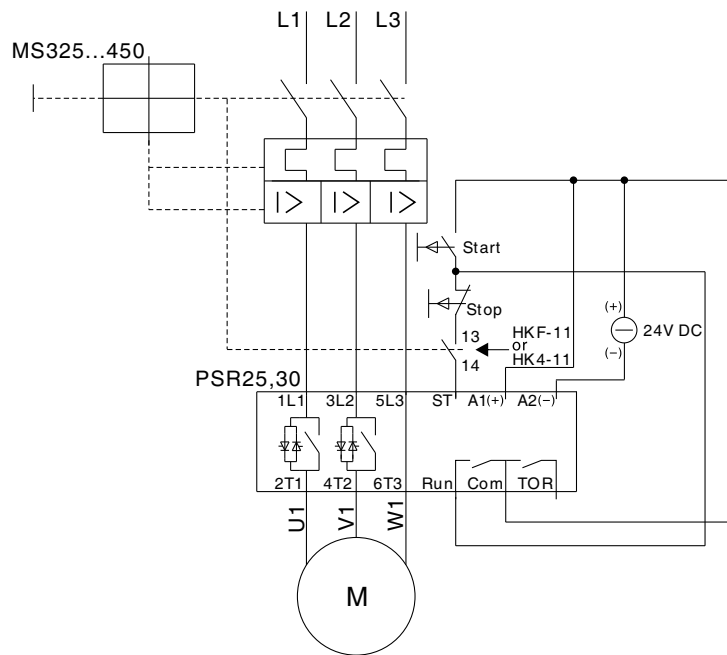 L1 L2 L3
MS325...450
Start
Stop
(+)
24V DC
(–)
13
HKF-11
or
14
HK4-11
PSR25,30
1L1 3L2 5L3 ST A1(+) A2(–)
2T1 4T2 6T3 Run Com TOR
U1 V1 W1
M